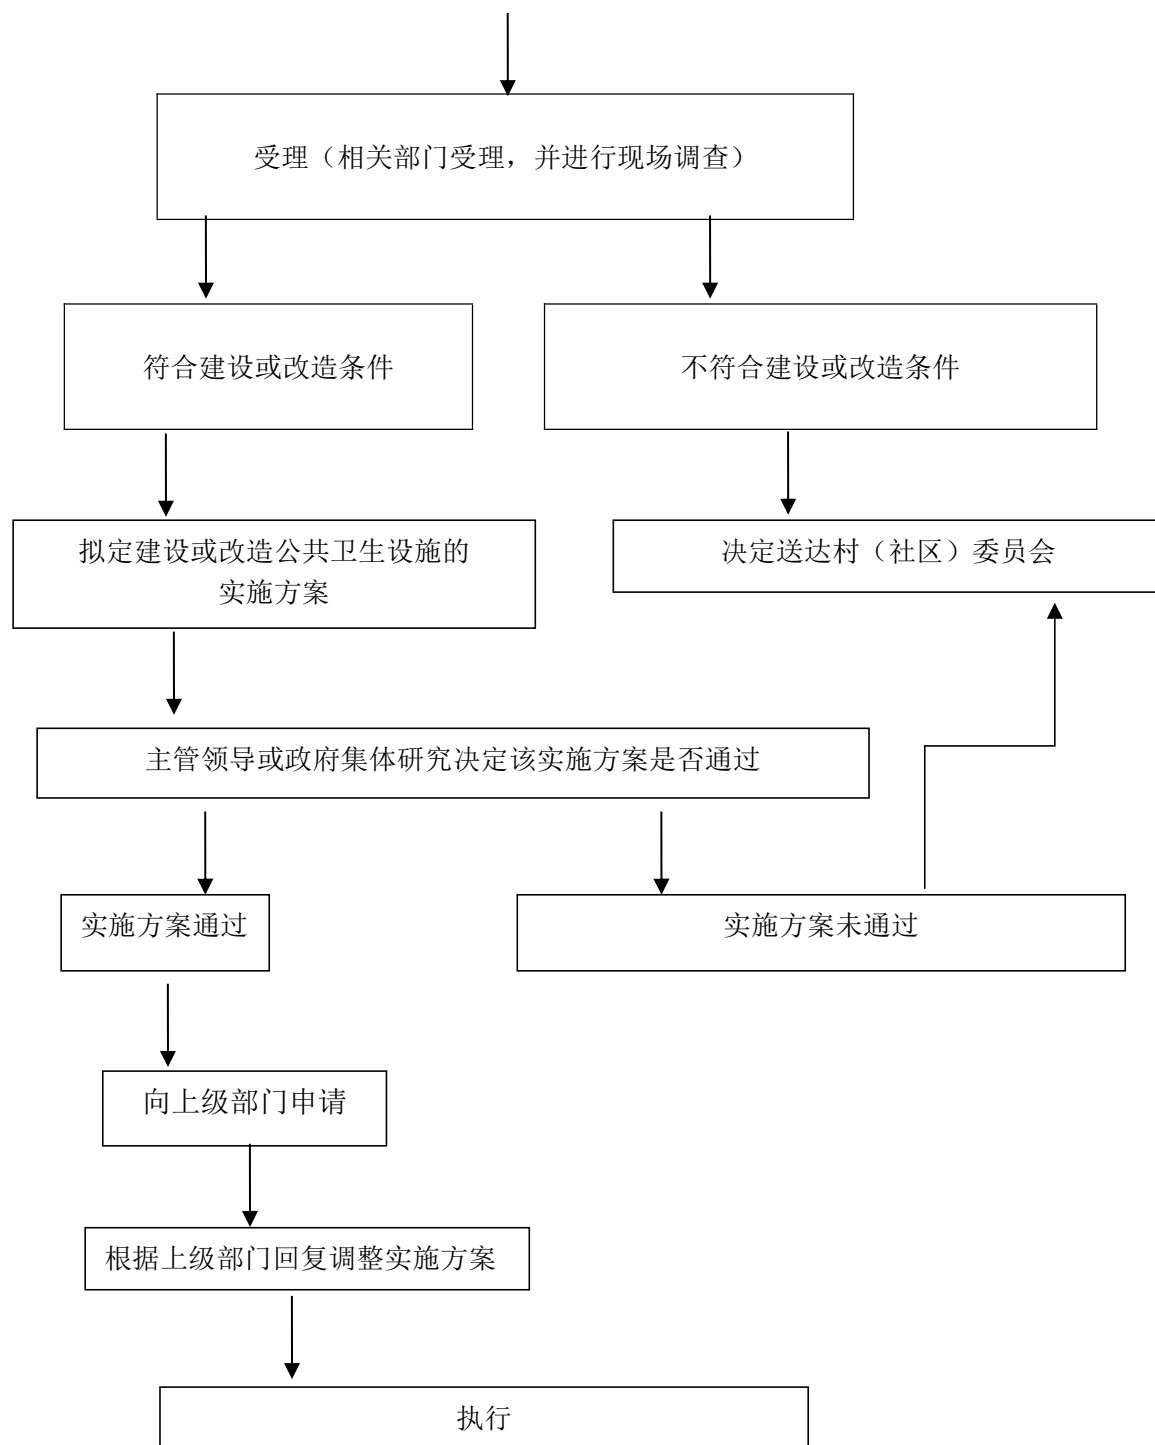 受理（相关部门受理，并进行现场调查）
符合建设或改造条件
不符合建设或改造条件
拟定建设或改造公共卫生设施的
实施方案
决定送达村（社区）委员会
主管领导或政府集体研究决定该实施方案是否通过
实施方案通过
实施方案未通过
向上级部门申请
根据上级部门回复调整实施方案
执行